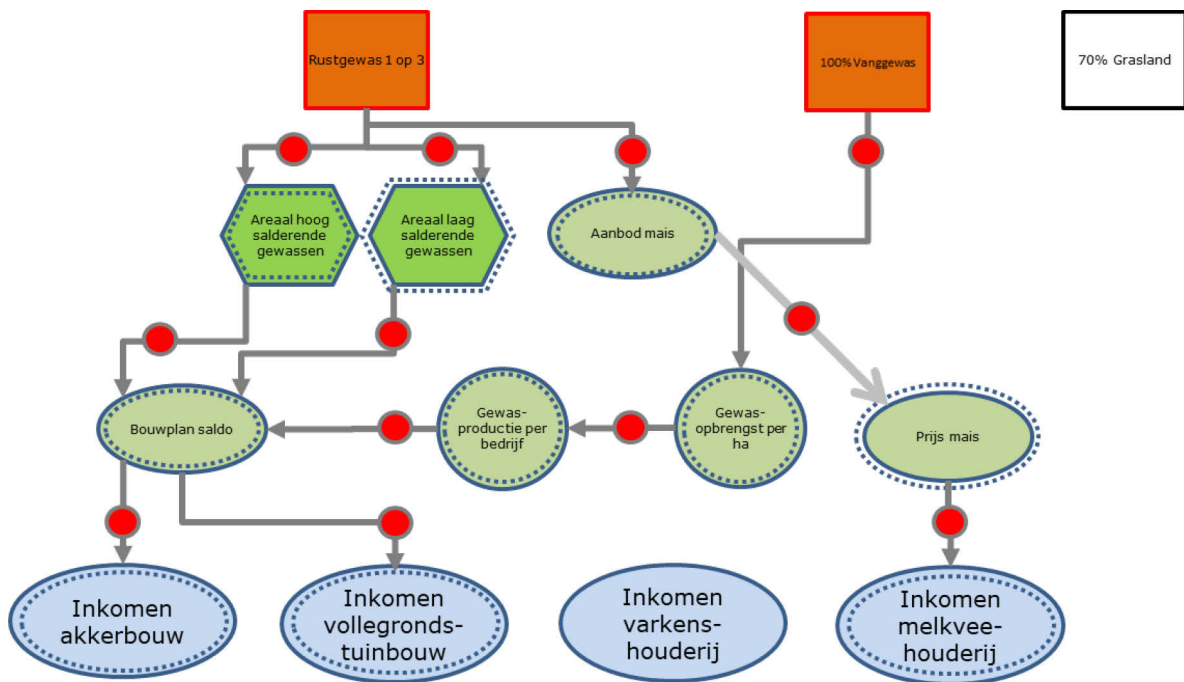 Rustgewas 1 op 3
100% Vanggewas
70% Grasland
Areaal hoog
salderende
gewassen
Areaal laag
salderende
gewassen
Aanbod mais
Bouwplan saldo
Gewas-
productie per
bedrijf
Gewas-
opbrengst per
ha
Prijs mais
Inkomen
akkerbouw
Inkomen
vollegronds-
tuinbouw
Inkomen
varkens-
houderij
Inkomen
melkvee-
houderij